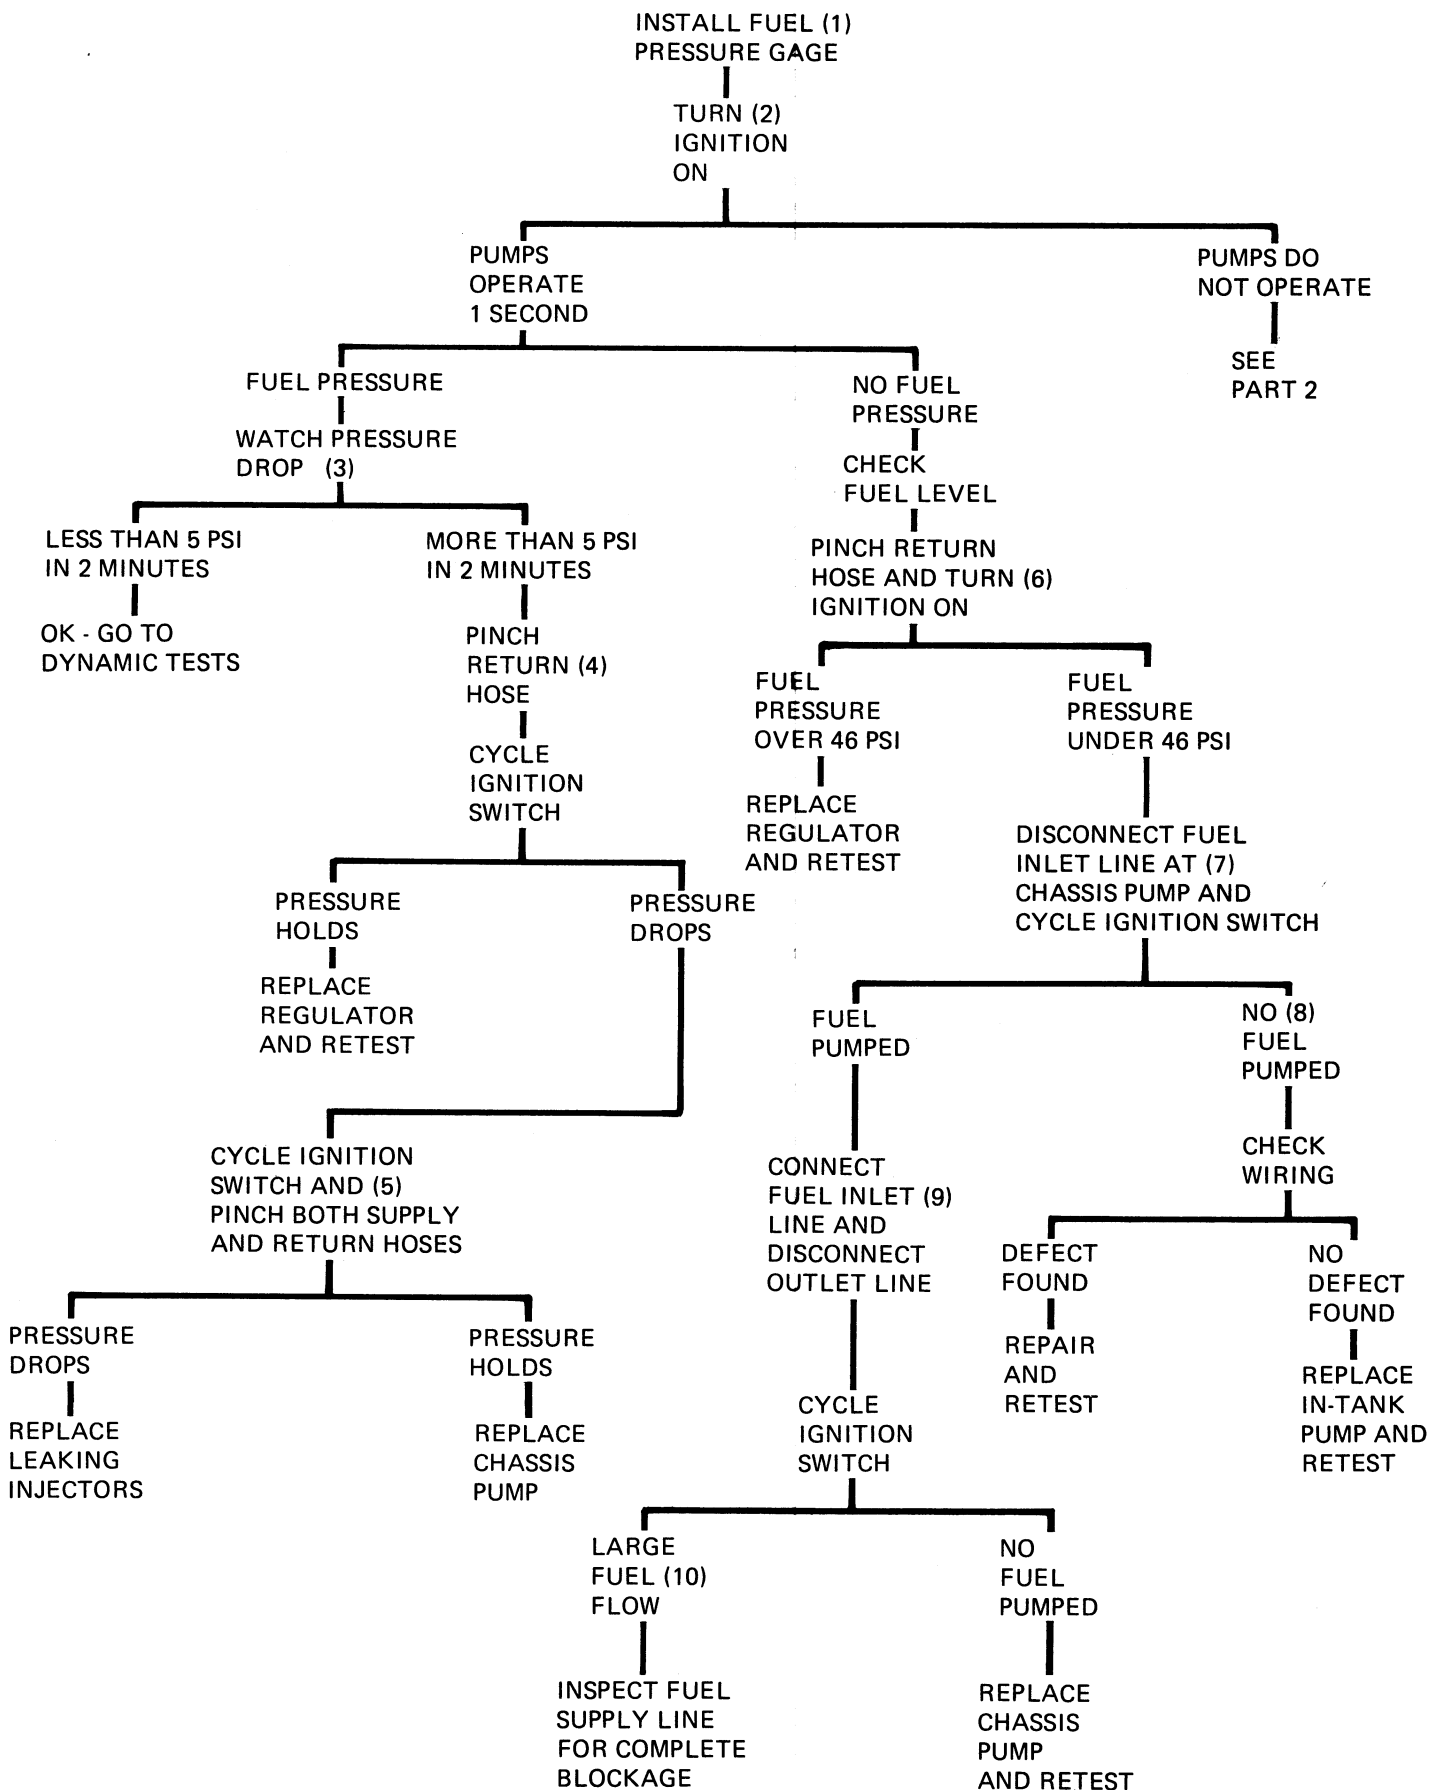 INSTALL FUEL (1)
PRESSURE GAGE
TURN (2)
IGNITION
ON
PUMPS
OPERATE
1 SECOND
PUMPS DO
NOT OPERATE
SEE
PART 2
FUEL PRESSURE
WATCH PRESSURE
DROP (3)
NO FUEL
PRESSURE
CHECK
FUEL LEVEL
LESS THAN 5 PSI
IN 2 MINUTES
OK - GO TO
DYNAMIC TESTS
MORE THAN 5 PSI
IN 2 MINUTES
PINCH
RETURN (4)
HOSE
CYCLE
IGNITION
SWITCH
PINCH RETURN
HOSE AND TURN (6)
IGNITION ON
FUEL
PRESSURE
OVER 46 PSI
REPLACE
REGULATOR
AND RETEST
FUEL
PRESSURE
UNDER 46 PSI
DISCONNECT FUEL
INLET LINE AT (7)
CHASSIS PUMP AND
CYCLE IGNITION SWITCH
PRESSURE
HOLDS
REPLACE
REGULATOR
AND RETEST
PRESSURE
DROPS
CYCLE IGNITION
SWITCH AND (5)
PINCH BOTH SUPPLY
AND RETURN HOSES
PRESSURE
DROPS
REPLACE
LEAKING
INJECTORS
PRESSURE
HOLDS
REPLACE
CHASSIS
PUMP
FUEL
PUMPED
CONNECT
FUEL INLET (9)
LINE AND
DISCONNECT
OUTLET LINE
CYCLE
IGNITION
SWITCH
NO (8)
FUEL
PUMPED
CHECK
WIRING
DEFECT
FOUND
REPAIR
AND
RETEST
NO
DEFECT
FOUND
REPLACE
IN-TANK
PUMP AND
RETEST
LARGE
FUEL (10)
FLOW
INSPECT FUEL
SUPPLY LINE
FOR COMPLETE
BLOCKAGE
NO
FUEL
PUMPED
REPLACE
CHASSIS
PUMP
AND RETEST